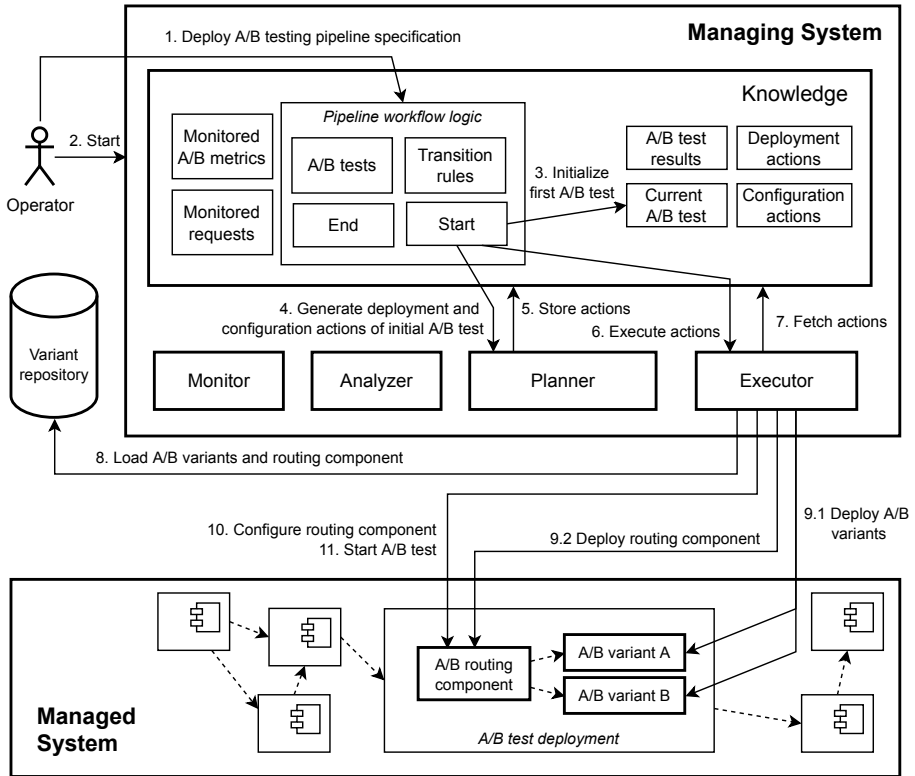 1. Deploy A/B testing pipeline specification
Managing System
Knowledge
Pipeline workflow logic
Monitored
A/B metrics
A/B tests
Transition
rules
A/B test
results
Deployment
actions
2. Start
3. Initialize
first A/B test
Operator
Monitored
requests
End
Start
Current
A/B test
Configuration
actions
4. Generate deployment and
configuration actions of initial A/B test
5. Store actions
6. Execute actions
7. Fetch actions
Variant
repository
Monitor
Analyzer
Planner
Executor
8. Load A/B variants and routing component
9.1 Deploy A/B
variants
10. Configure routing component
11. Start A/B test
9.2 Deploy routing component
A/B routing
component
A/B variant A
A/B variant B
Managed
System
A/B test deployment